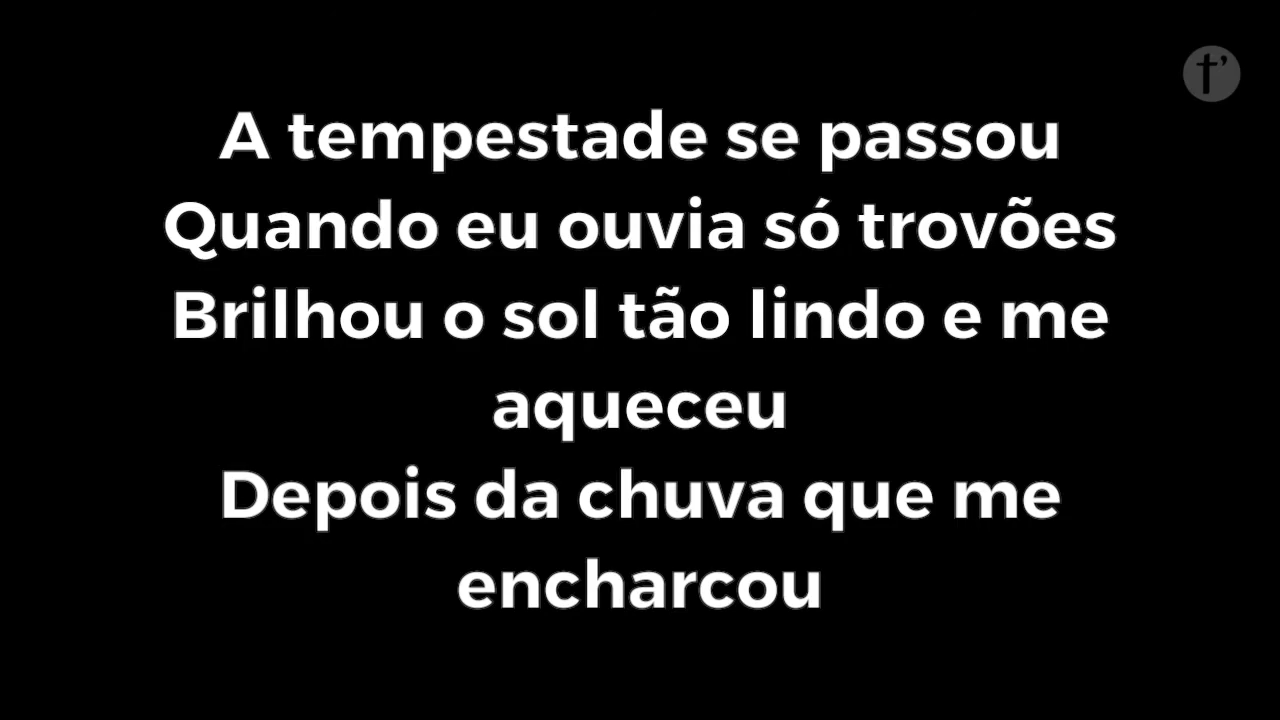 A tempestade se passou
Quando eu ouvia só trovões
Brilhou o sol tão lindo e me
aqueceu
Depois da chuva que me
encharcou